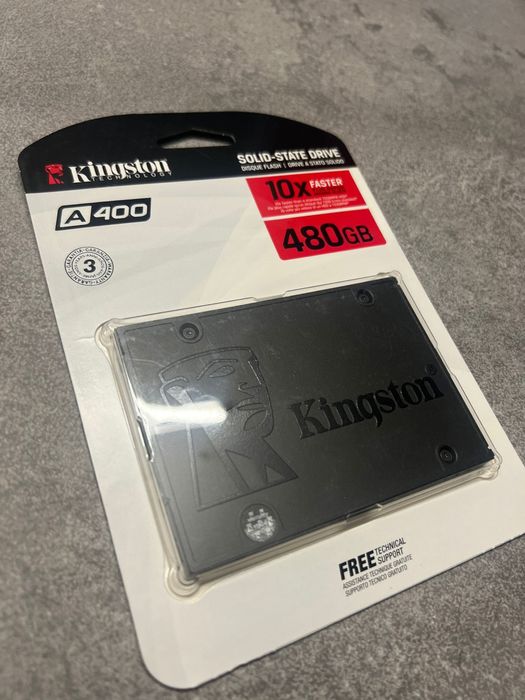 Kingston
TECHNOLOGY
SOLID-STATE DRIVE
DISQUE FLASH | DRIVE A STATO SOLIDO
A400
10x FASTER
480GB
3
Kingston
FREE TECHNICAL SUPPORT
ASSISTANCE TECHNIQUE GRATUITE
SUPPORTO TECNICO GRATUITO